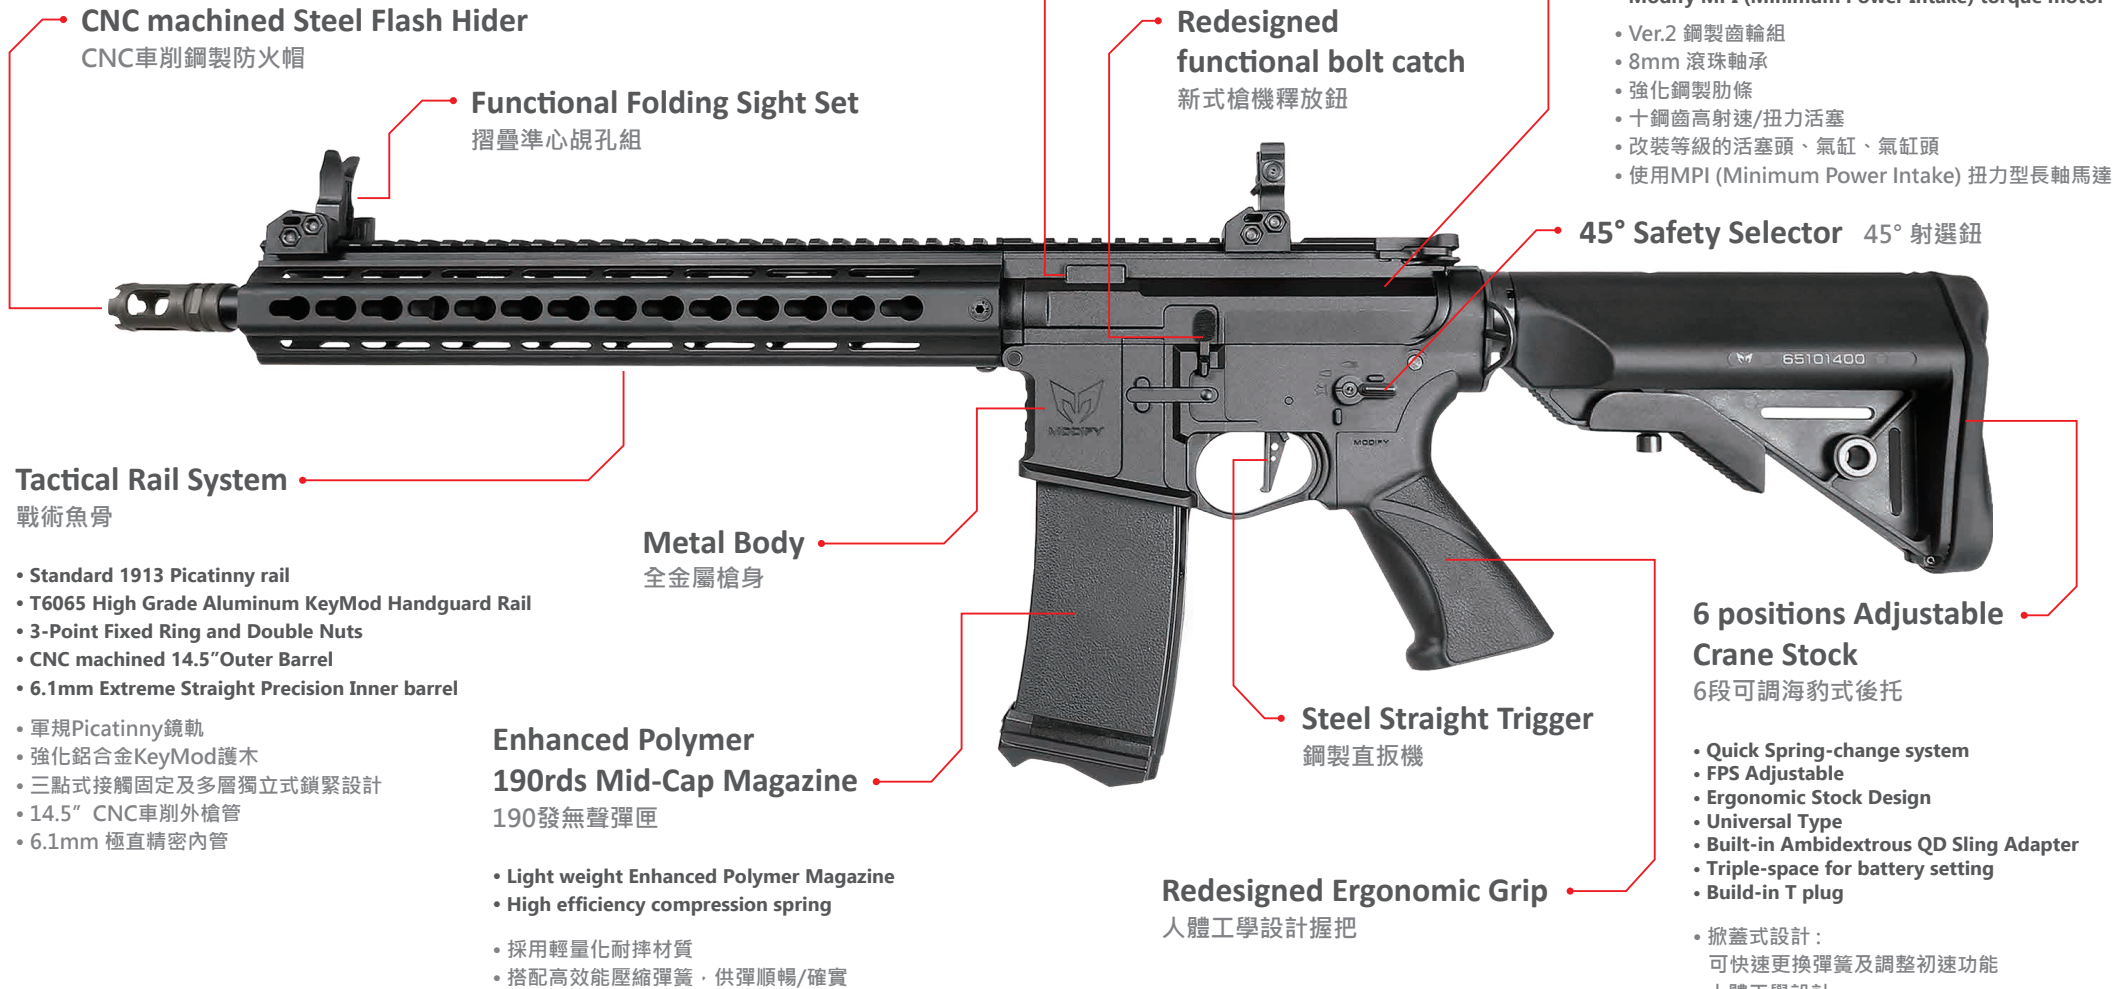 CNC machined Steel Flash Hider
CNC車削鋼製防火帽
Functional Folding Sight Set
摺疊準心覘孔組
Redesigned
functional bolt catch
新式槍機釋放鈕
Modify MPI (Minimum Power Intake) torque motor
• Ver.2 鋼製齒輪組
• 8mm 滾珠軸承
• 強化鋼製肋條
• 十鋼齒高射速/扭力活塞
• 改裝等級的活塞頭、氣缸、氣缸頭
• 使用MPI (Minimum Power Intake) 扭力型長軸馬達
45° Safety Selector 45° 射選鈕
65101400
MODIFY
MODIFY
Tactical Rail System
戰術魚骨
• Standard 1913 Picatinny rail
• T6065 High Grade Aluminum KeyMod Handguard Rail
• 3-Point Fixed Ring and Double Nuts
• CNC machined 14.5”Outer Barrel
• 6.1mm Extreme Straight Precision Inner barrel
• 軍規Picatinny鏡軌
• 強化鋁合金KeyMod護木
• 三點式接觸固定及多層獨立式鎖緊設計
• 14.5” CNC車削外槍管
• 6.1mm 極直精密內管
Metal Body
全金屬槍身
Enhanced Polymer
190rds Mid-Cap Magazine
190發無聲彈匣
• Light weight Enhanced Polymer Magazine
• High efficiency compression spring
• 採用輕量化耐摔材質
• 搭配高效能壓縮彈簧，供彈順暢/確實
Steel Straight Trigger
鋼製直扳機
Redesigned Ergonomic Grip
人體工學設計握把
6 positions Adjustable
Crane Stock
6段可調海豹式後托
• Quick Spring-change system
• FPS Adjustable
• Ergonomic Stock Design
• Universal Type
• Built-in Ambidextrous QD Sling Adapter
• Triple-space for battery setting
• Build-in T plug
• 掀蓋式設計：
可快速更換彈簧及調整初速功能
• 人體工學設計